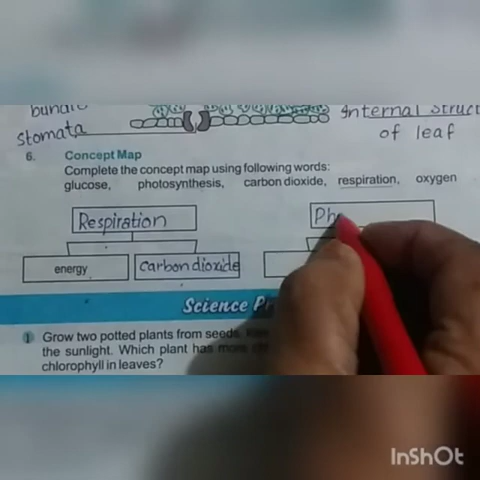 Internal struct
stomata
of leaf
6. Concept Map
Complete the concept map using following words:
glucose, photosynthesis, carbon dioxide, respiration, oxygen
Respiration
Ph
energy
carbon dioxide
Science
1 Grow two potted plants from seeds.
the sunlight. Which plant has
chlorophyll in leaves?
InShOt